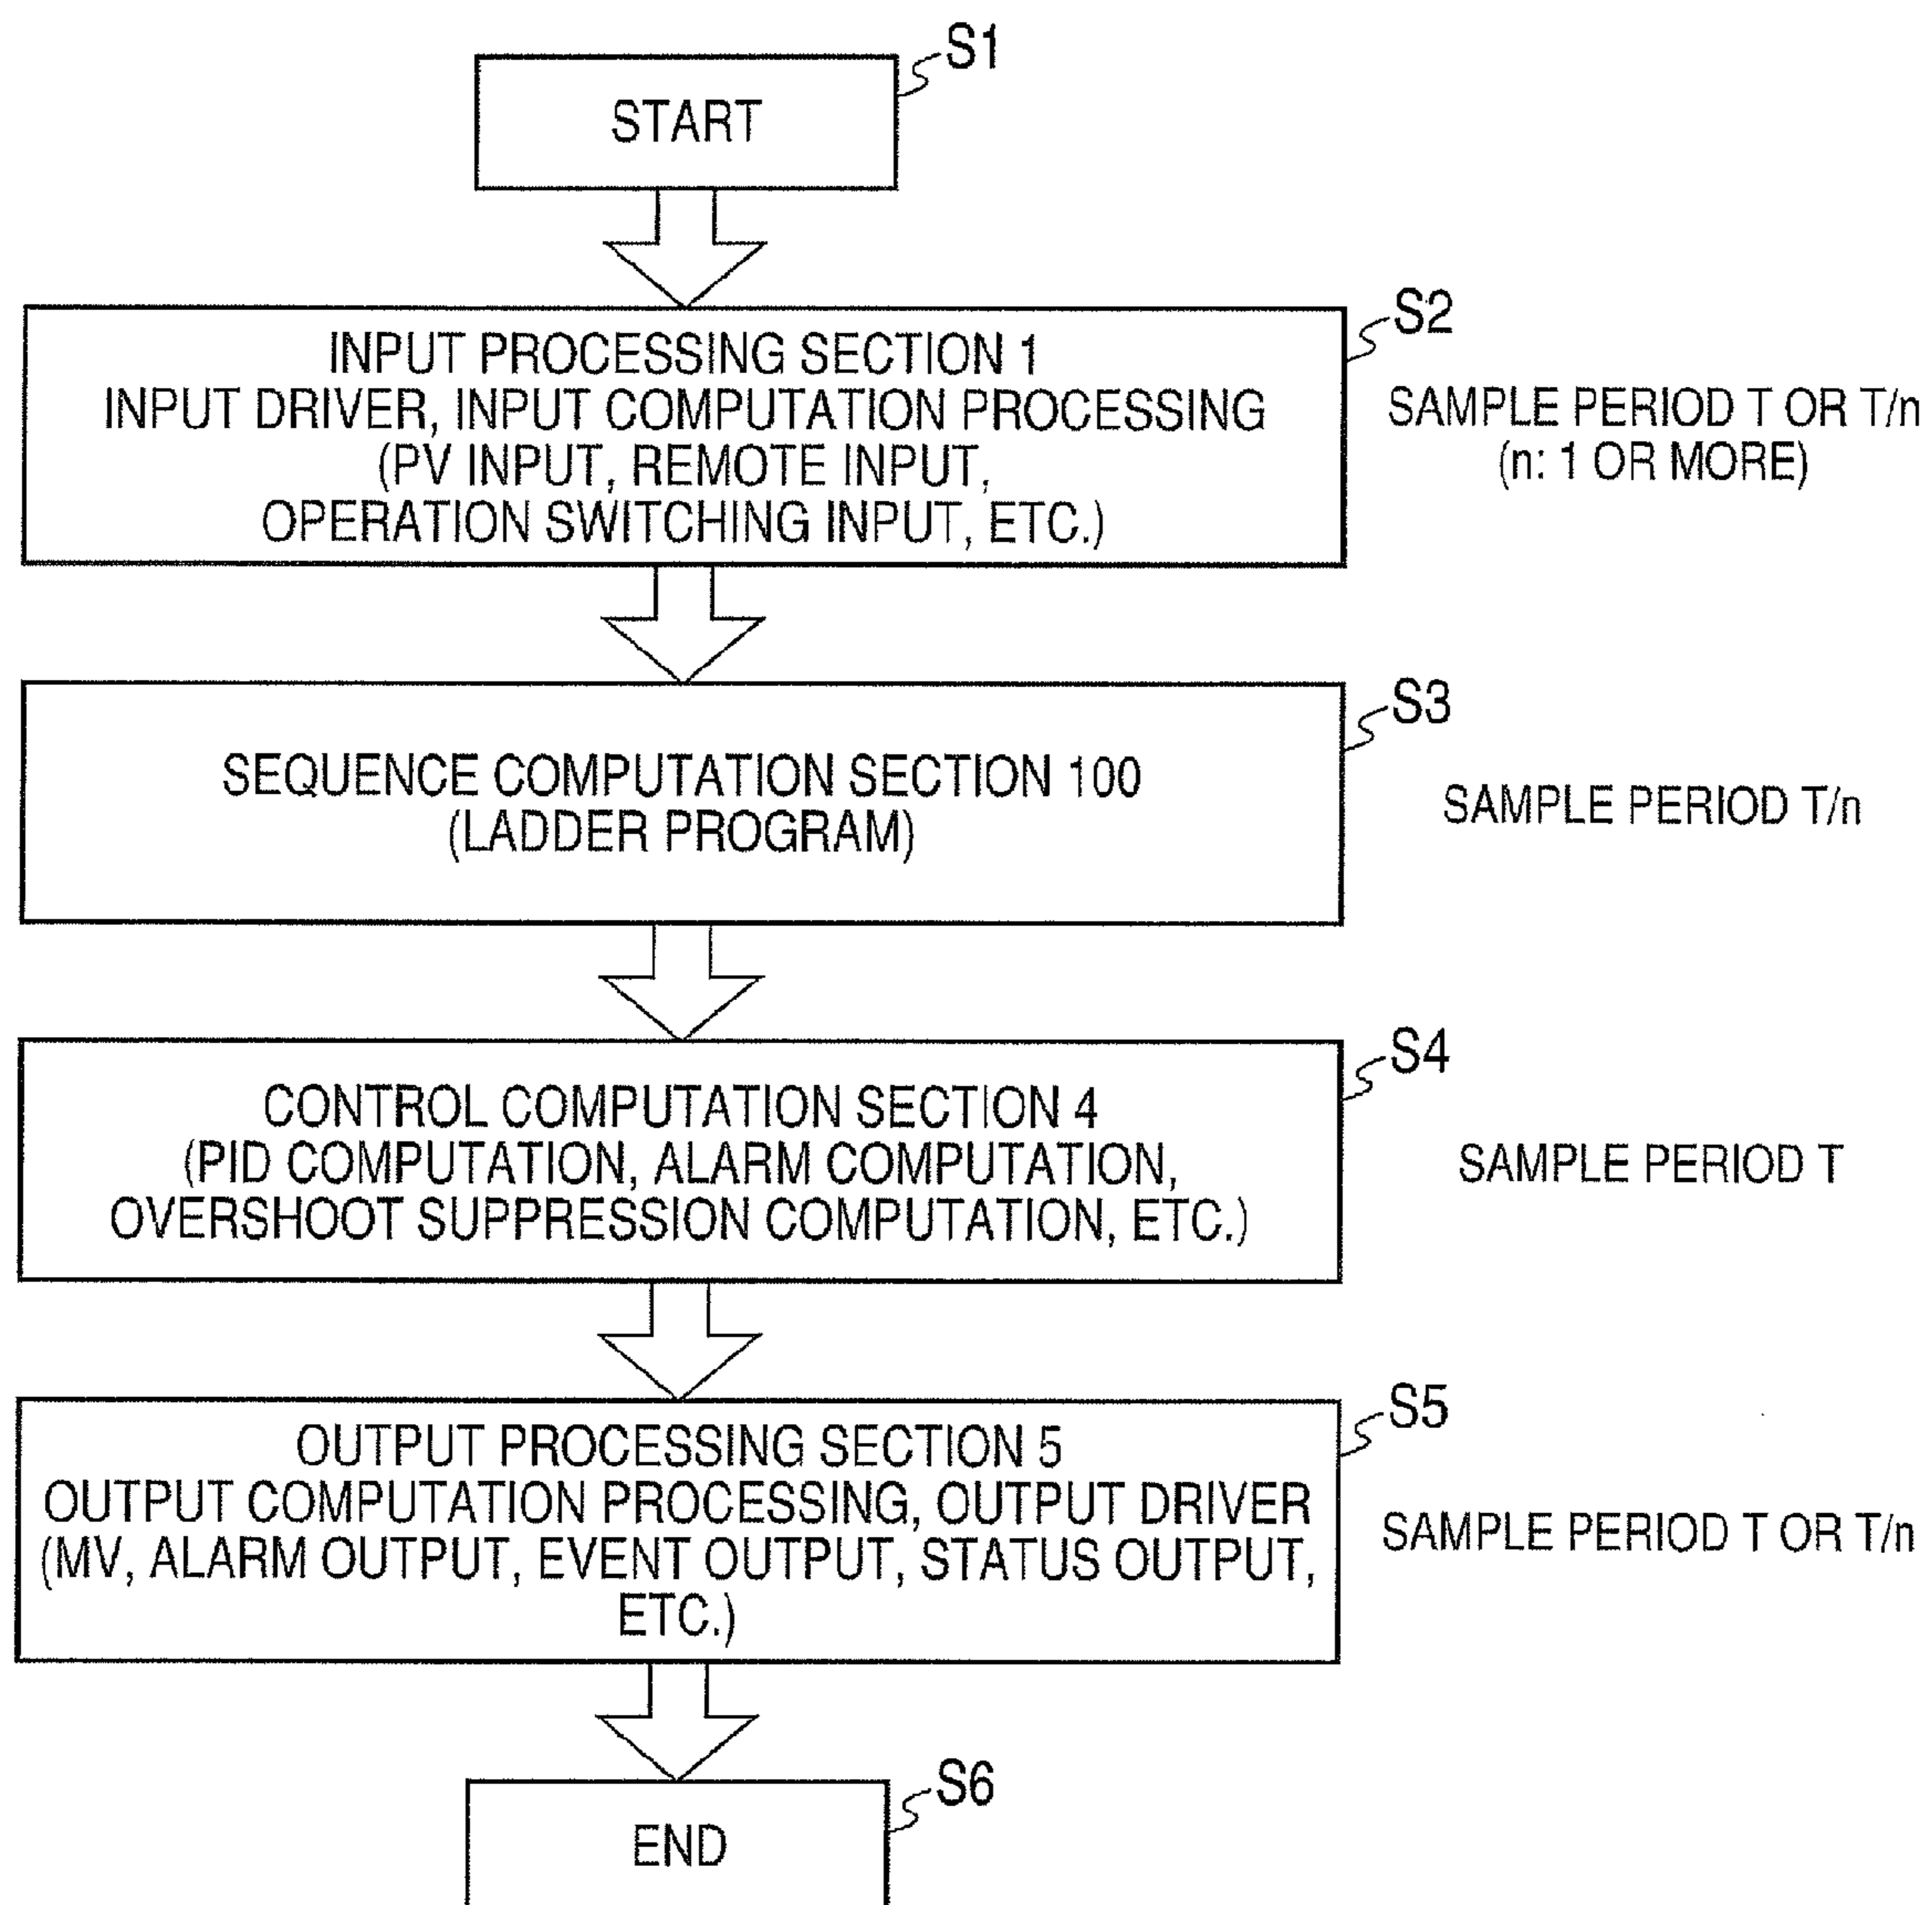 S1
START
S2
INPUT PROCESSING SECTION 1
INPUT DRIVER, INPUT COMPUTATION PROCESSING
(PV INPUT, REMOTE INPUT,
OPERATION SWITCHING INPUT, ETC.)
SAMPLE PERIOD T OR T/n
(n: 1 OR MORE)
S3
SEQUENCE COMPUTATION SECTION 100
(LADDER PROGRAM)
SAMPLE PERIOD T/n
S4
CONTROL COMPUTATION SECTION 4
(PID COMPUTATION, ALARM COMPUTATION,
OVERSHOOT SUPPRESSION COMPUTATION, ETC.)
SAMPLE PERIOD T
S5
OUTPUT PROCESSING SECTION 5
OUTPUT COMPUTATION PROCESSING, OUTPUT DRIVER
(MV, ALARM OUTPUT, EVENT OUTPUT, STATUS OUTPUT,
ETC.)
SAMPLE PERIOD T OR T/n
S6
END